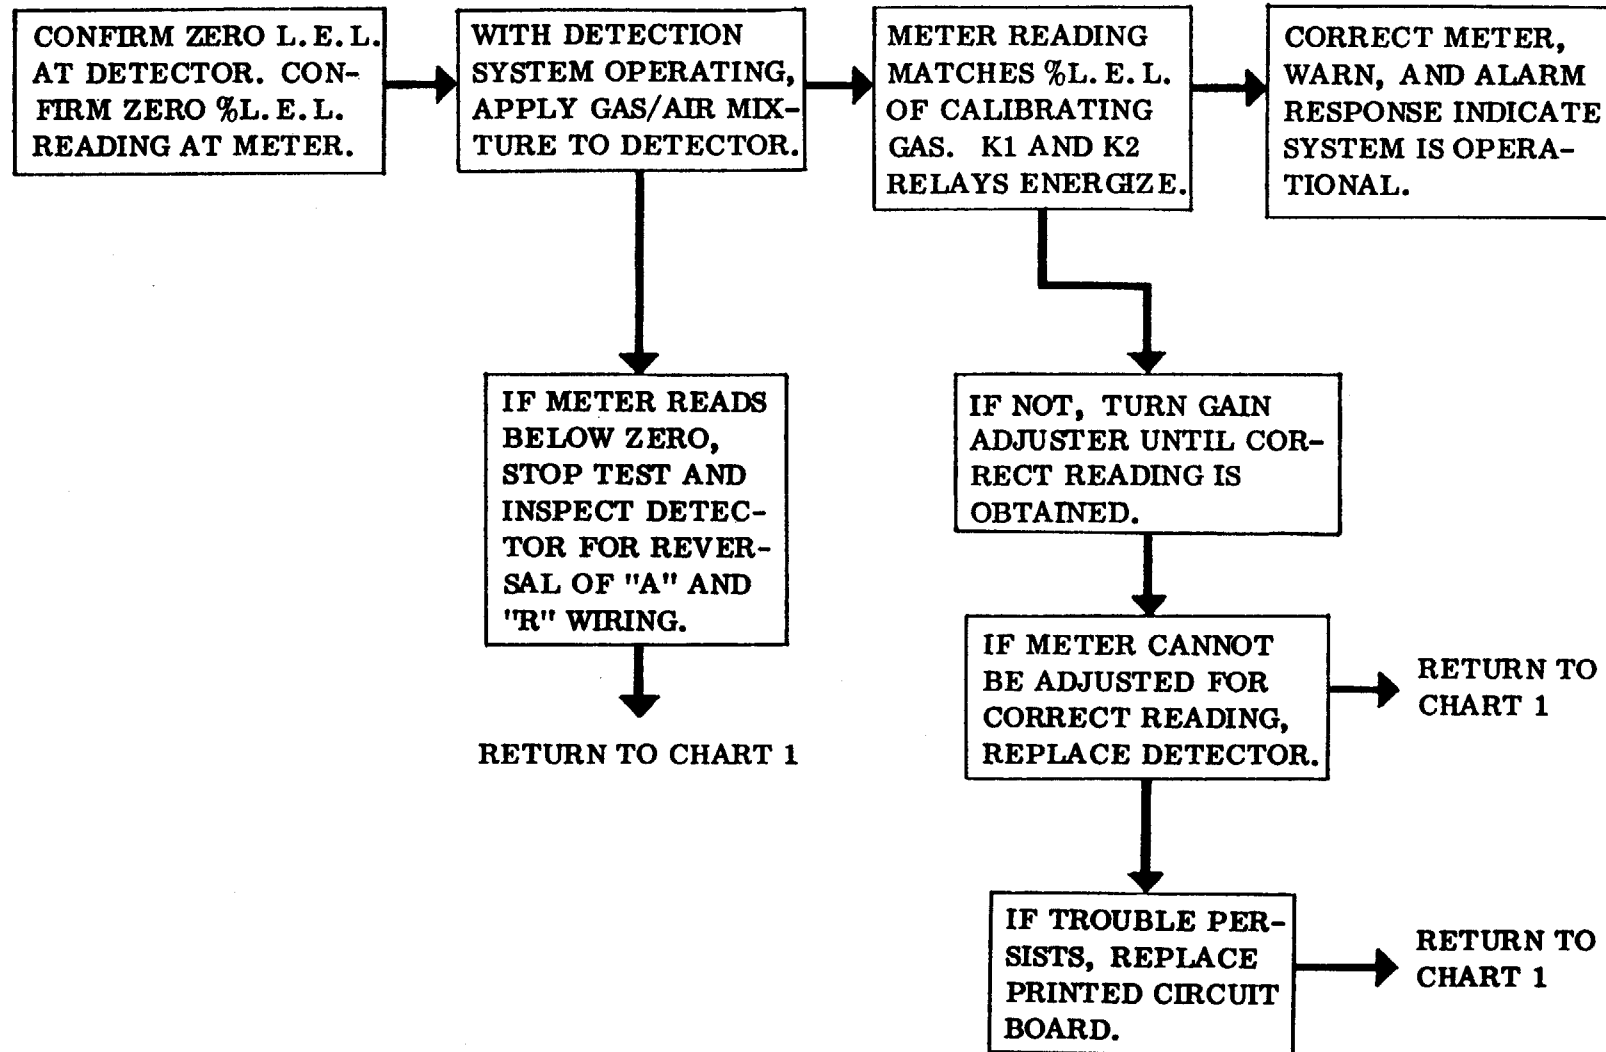 CONFIRM ZERO L. E. L.
AT DETECTOR. CON-
FIRM ZERO %L. E. L.
READING AT METER.
WITH DETECTION
SYSTEM OPERATING,
APPLY GAS/AIR MIX-
TURE TO DETECTOR.
METER READING
MATCHES %L. E. L.
OF CALIBRATING
GAS. K1 AND K2
RELAYS ENERGIZE.
CORRECT METER,
WARN, AND ALARM
RESPONSE INDICATE
SYSTEM IS OPERA-
TIONAL.
IF METER READS
BELOW ZERO,
STOP TEST AND
INSPECT DETEC-
TOR FOR REVER-
SAL OF "A" AND
"R" WIRING.
RETURN TO CHART 1
IF NOT, TURN GAIN
ADJUSTER UNTIL COR-
RECT READING IS
OBTAINED.
IF METER CANNOT
BE ADJUSTED FOR
CORRECT READING,
REPLACE DETECTOR.
RETURN TO
CHART 1
IF TROUBLE PER-
SISTS, REPLACE
PRINTED CIRCUIT
BOARD.
RETURN TO
CHART 1